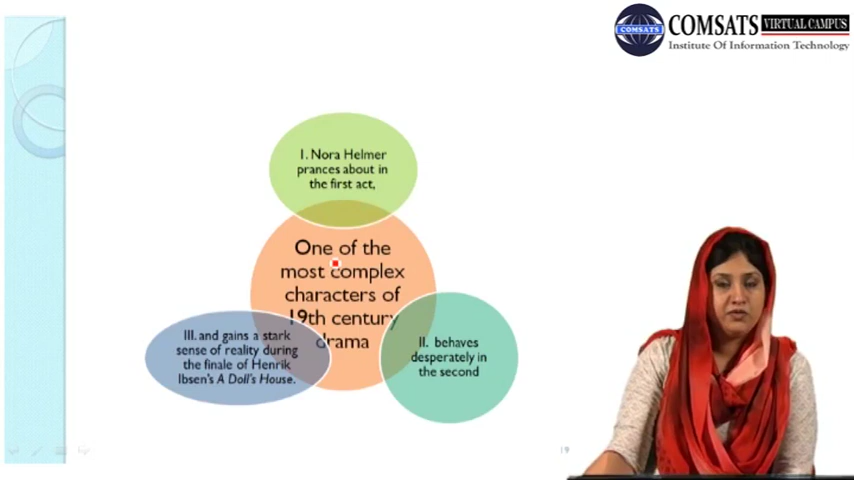 COMSATS
COMSATS VIRTUAL CAMPUS
Institute Of Information Technology
I. Nora Helmer
prances about in
the first act,
One of the
most complex
characters of
19th century
drama
III. and gains a stark
sense of reality during
the finale of Henrik
Ibsen's A Doll's House.
II. behaves
desperately in
the second
19